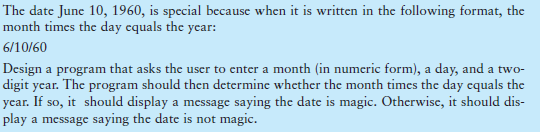 The date June 10, 1960, is special because when it is written in the following format, the
month times the day equals the year:
6/10/60
Design a program that asks the user to enter a month (in numeric form), a day, and a two-
digit year. The program should then determine whether the month times the day equals the
year. If so, it should display a message saying the date is magic. Otherwise, it should dis-
play a message saying the date is not magic.